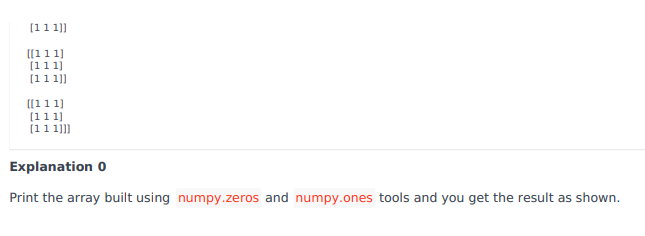 [1 1 1]]
[[1 1 1]
[1 1 1]
[1 1 1]]
[[1 1 1]
[1 1 1]
[1 1 1]]]
Explanation 0
Print the array built using numpy.zeros and numpy.ones tools and you get the result as shown.